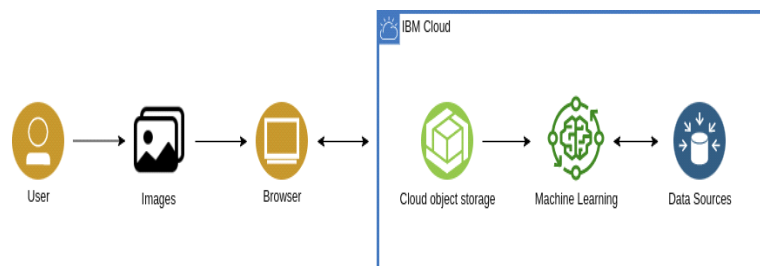 IBM Cloud
User
Images
Browser
Cloud object storage
Machine Learning
Data Sources